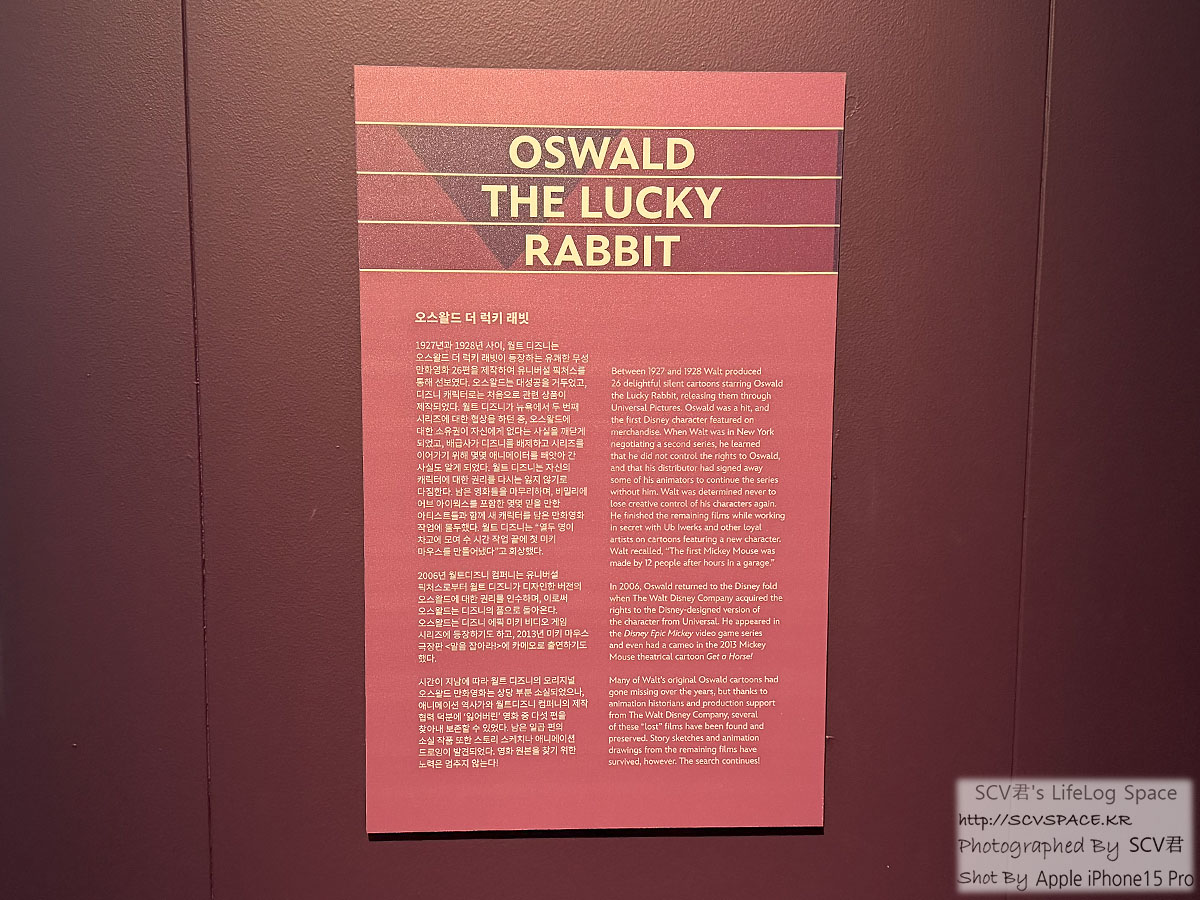 OSWALD
THE LUCKY
RABBIT
오스왈드 더 럭키 래빗
1927년과 1928년 사이, 월트 디즈니는
오스왈드 더 럭키 래빗이 등장하는 유쾌한 무성
만화영화 26편을 제작하여 유니버설 픽처스를
통해 선보였다. 오스왈드는 대성공을 거두었고,
디즈니 캐릭터로는 처음으로 관련 상품이
제작되었다. 월트 디즈니가 뉴욕에서 두 번째
시리즈에 대한 협상을 하던 중, 오스왈드에
대한 소유권이 자신에게 없다는 사실을 깨닫게
되었고, 배급사가 디즈니를 배제하고 시리즈를
이어가기 위해 몇몇 애니메이터를 빼앗아 간
사실도 알게 되었다. 월트 디즈니는 자신의
캐릭터에 대한 권리를 다시는 잃지 않기로
다짐한다. 남은 영화들을 마무리하며, 비밀리에
어브 아이웍스를 포함한 몇몇 믿을 만한
아티스트들과 함께 새 캐릭터를 담은 만화영화
작업에 몰두했다. 월트 디즈니는 “열두 명이
차고에 모여 수 시간 작업 끝에 첫 미키
마우스를 만들어냈다”고 회상했다.
2006년 월트디즈니 컴퍼니는 유니버설
픽처스로부터 월트 디즈니가 디자인한 버전의
오스왈드에 대한 권리를 인수하며, 이로써
오스왈드는 디즈니의 품으로 돌아온다.
오스왈드는 디즈니 에픽 미키 비디오 게임
시리즈에 등장하기도 하고, 2013년 미키 마우스
극장판 <말을 잡아라!>에 카메오로 출연하기도
했다.
시간이 지남에 따라 월트 디즈니의 오리지널
오스왈드 만화영화는 상당 부분 소실되었으나,
애니메이션 역사가와 월트디즈니 컴퍼니의 제작
협력 덕분에 ‘잃어버린’ 영화 중 다섯 편을
찾아내 보존할 수 있었다. 남은 일곱 편의
소실 작품 또한 스토리 스케치나 애니메이션
드로잉이 발견되었다. 영화 원본을 찾기 위한
노력은 멈추지 않는다!
Between 1927 and 1928 Walt produced
26 delightful silent cartoons starring Oswald
the Lucky Rabbit, releasing them through
Universal Pictures. Oswald was a hit, and
the first Disney character featured on
merchandise. When Walt was in New York
negotiating a second series, he learned
that he did not control the rights to Oswald,
and that his distributor had signed away
some of his animators to continue the series
without him. Walt was determined never to
lose creative control of his characters again.
He finished the remaining films while working
in secret with Ub Iwerks and other loyal
artists on cartoons featuring a new character.
Walt recalled, “The first Mickey Mouse was
made by 12 people after hours in a garage.”
In 2006, Oswald returned to the Disney fold
when The Walt Disney Company acquired the
rights to the Disney-designed version of
the character from Universal. He appeared in
the Disney Epic Mickey video game series
and even had a cameo in the 2013 Mickey
Mouse theatrical cartoon Get a Horse!
Many of Walt’s original Oswald cartoons had
gone missing over the years, but thanks to
animation historians and production support
from The Walt Disney Company, several
of these “lost” films have been found and
preserved. Story sketches and animation
drawings from the remaining films have
survived, however. The search continues!
SCV君's LifeLog Space
http://SCVSPACE.KR
Photographed By SCV君
Shot By Apple iPhone15 Pro